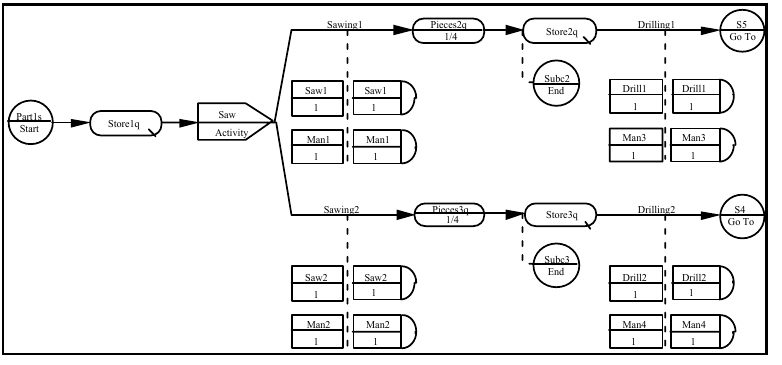 Sawing1
Pieces2q
1/4
Store2q
Drilling1
S5
Go To
Subc2
End
Saw1
1
Saw1
1
Drill1
1
Drill1
1
Part1s
Start
Store1q
Saw
Activity
Man1
1
Man1
1
Man3
1
Man3
1
Sawing2
Pieces3q
1/4
Store3q
Drilling2
S4
Go To
Subc3
End
Saw2
1
Saw2
1
Drill2
1
Drill2
1
Man2
1
Man2
1
Man4
1
Man4
1